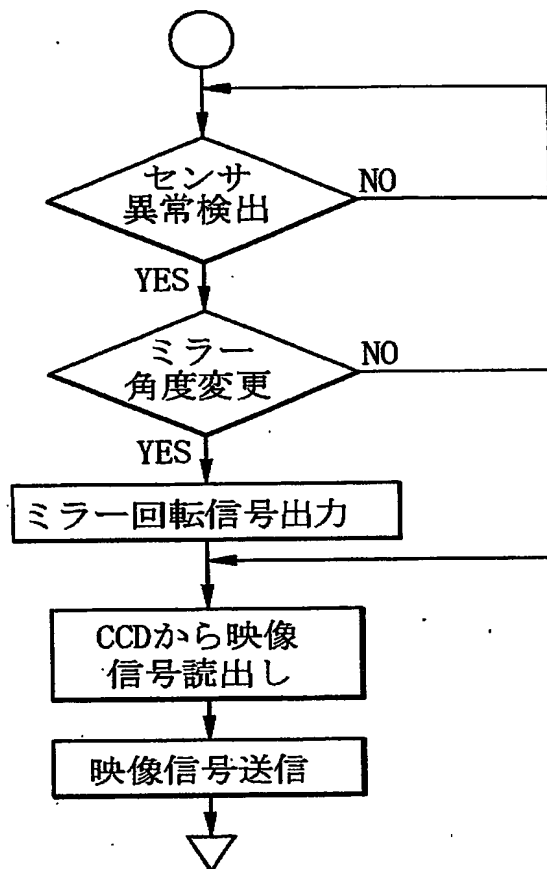 センサ
異常検出
NO
YES
ミラー
角度変更
NO
YES
ミラー回転信号出力
CCDから映像
信号読出し
映像信号送信